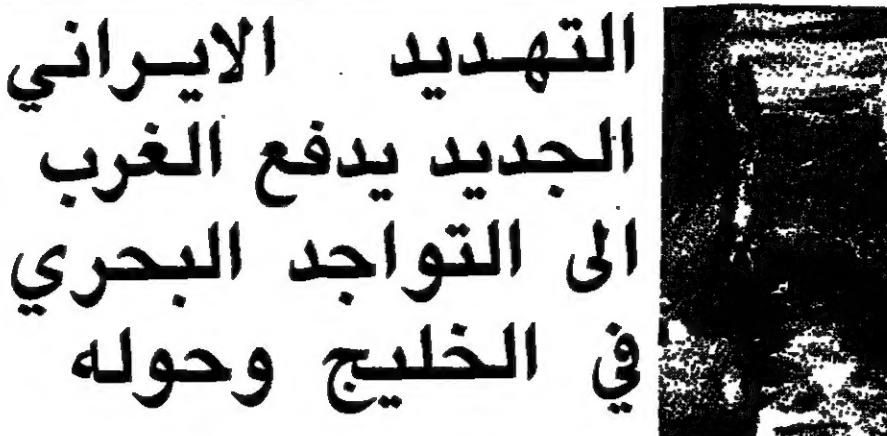 التهديد الايراني
الجديد يدفع الغرب
الى التواجد البحري
في الخليج وحوله